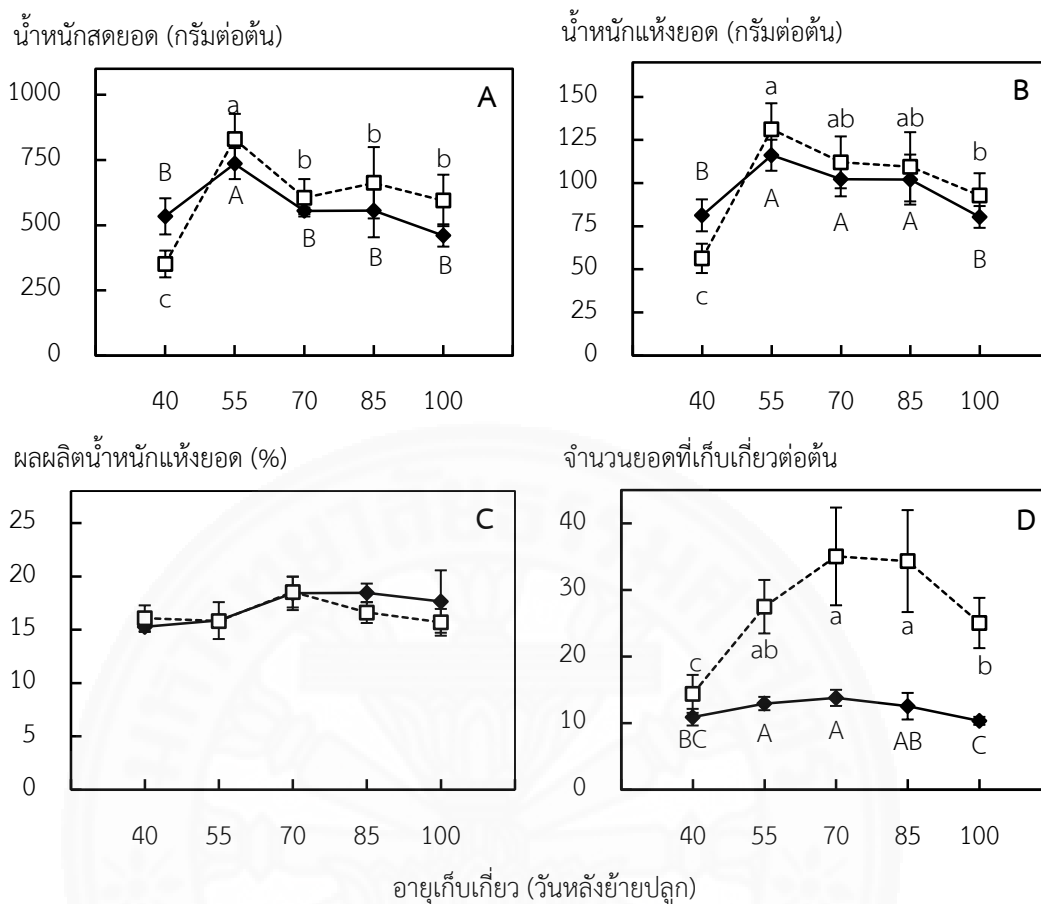 น้ำหนักสดยอด (กรัมต่อต้น)
1000
750
500
250
0
A
B
c
a
A
b
B
b
B
b
B
40 55 70 85 100
น้ำหนักแห้งยอด (กรัมต่อต้น)
150
125
100
75
50
25
0
B
B
c
a
A
ab
A
ab
A
b
B
40 55 70 85 100
ผลผลิตน้ำหนักแห้งยอด (%)
25
20
15
10
5
0
C
40 55 70 85 100
จำนวนยอดที่เก็บเกี่ยวต่อต้น
40
30
20
10
0
D
c
BC
ab
A
a
A
a
AB
b
C
40 55 70 85 100
อายุเก็บเกี่ยว (วันหลังย้ายปลูก)